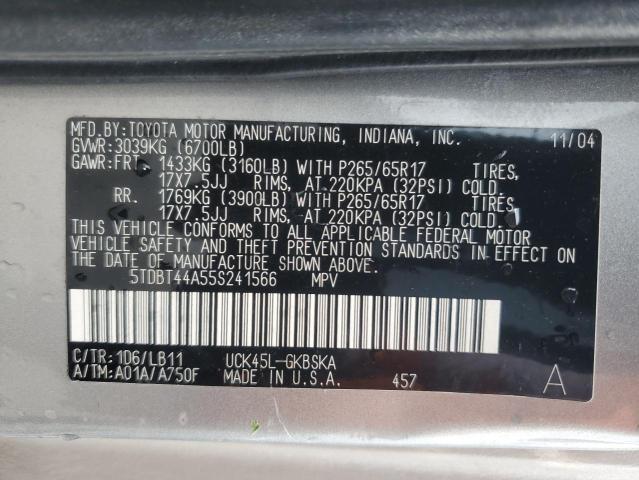 MFD.BY:TOYOTA MOTOR MANUFACTURING, INDIANA, INC. 11/04
GVWR:3039KG (6700LB)
GAWR:FRT. 1433KG (3160LB) WITH P265/65R17 TIRES,
17X7.5JJ RIMS, AT 220KPA (32PSI) COLD.
RR. 1769KG (3900LB) WITH P265/65R17 TIRES,
17X7.5JJ RIMS, AT 220KPA (32PSI) COLD.
THIS VEHICLE CONFORMS TO ALL APPLICABLE FEDERAL MOTOR
VEHICLE SAFETY AND THEFT PREVENTION STANDARDS IN EFFECT ON
THE DATE OF MANUFACTURE SHOWN ABOVE.
5TDBT44A55S241566 MPV
C/TR:1D6/LB11 UCK45L-GKBSKA
A/TM:A01A/A750F MADE IN U.S.A. 457 A